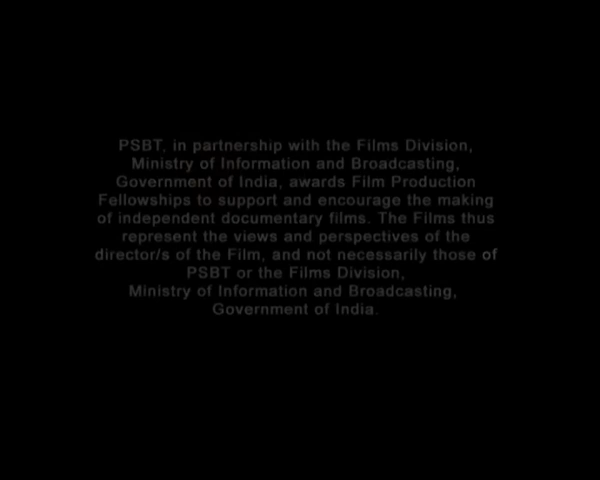 PSBT, in partnership with the Films Division,
Ministry of Information and Broadcasting,
Government of India, awards Film Production
Fellowships to support and encourage the making
of independent documentary films. The Films thus
represent the views and perspectives of the
director/s of the Film, and not necessarily those of
PSBT or the Films Division,
Ministry of Information and Broadcasting,
Government of India.